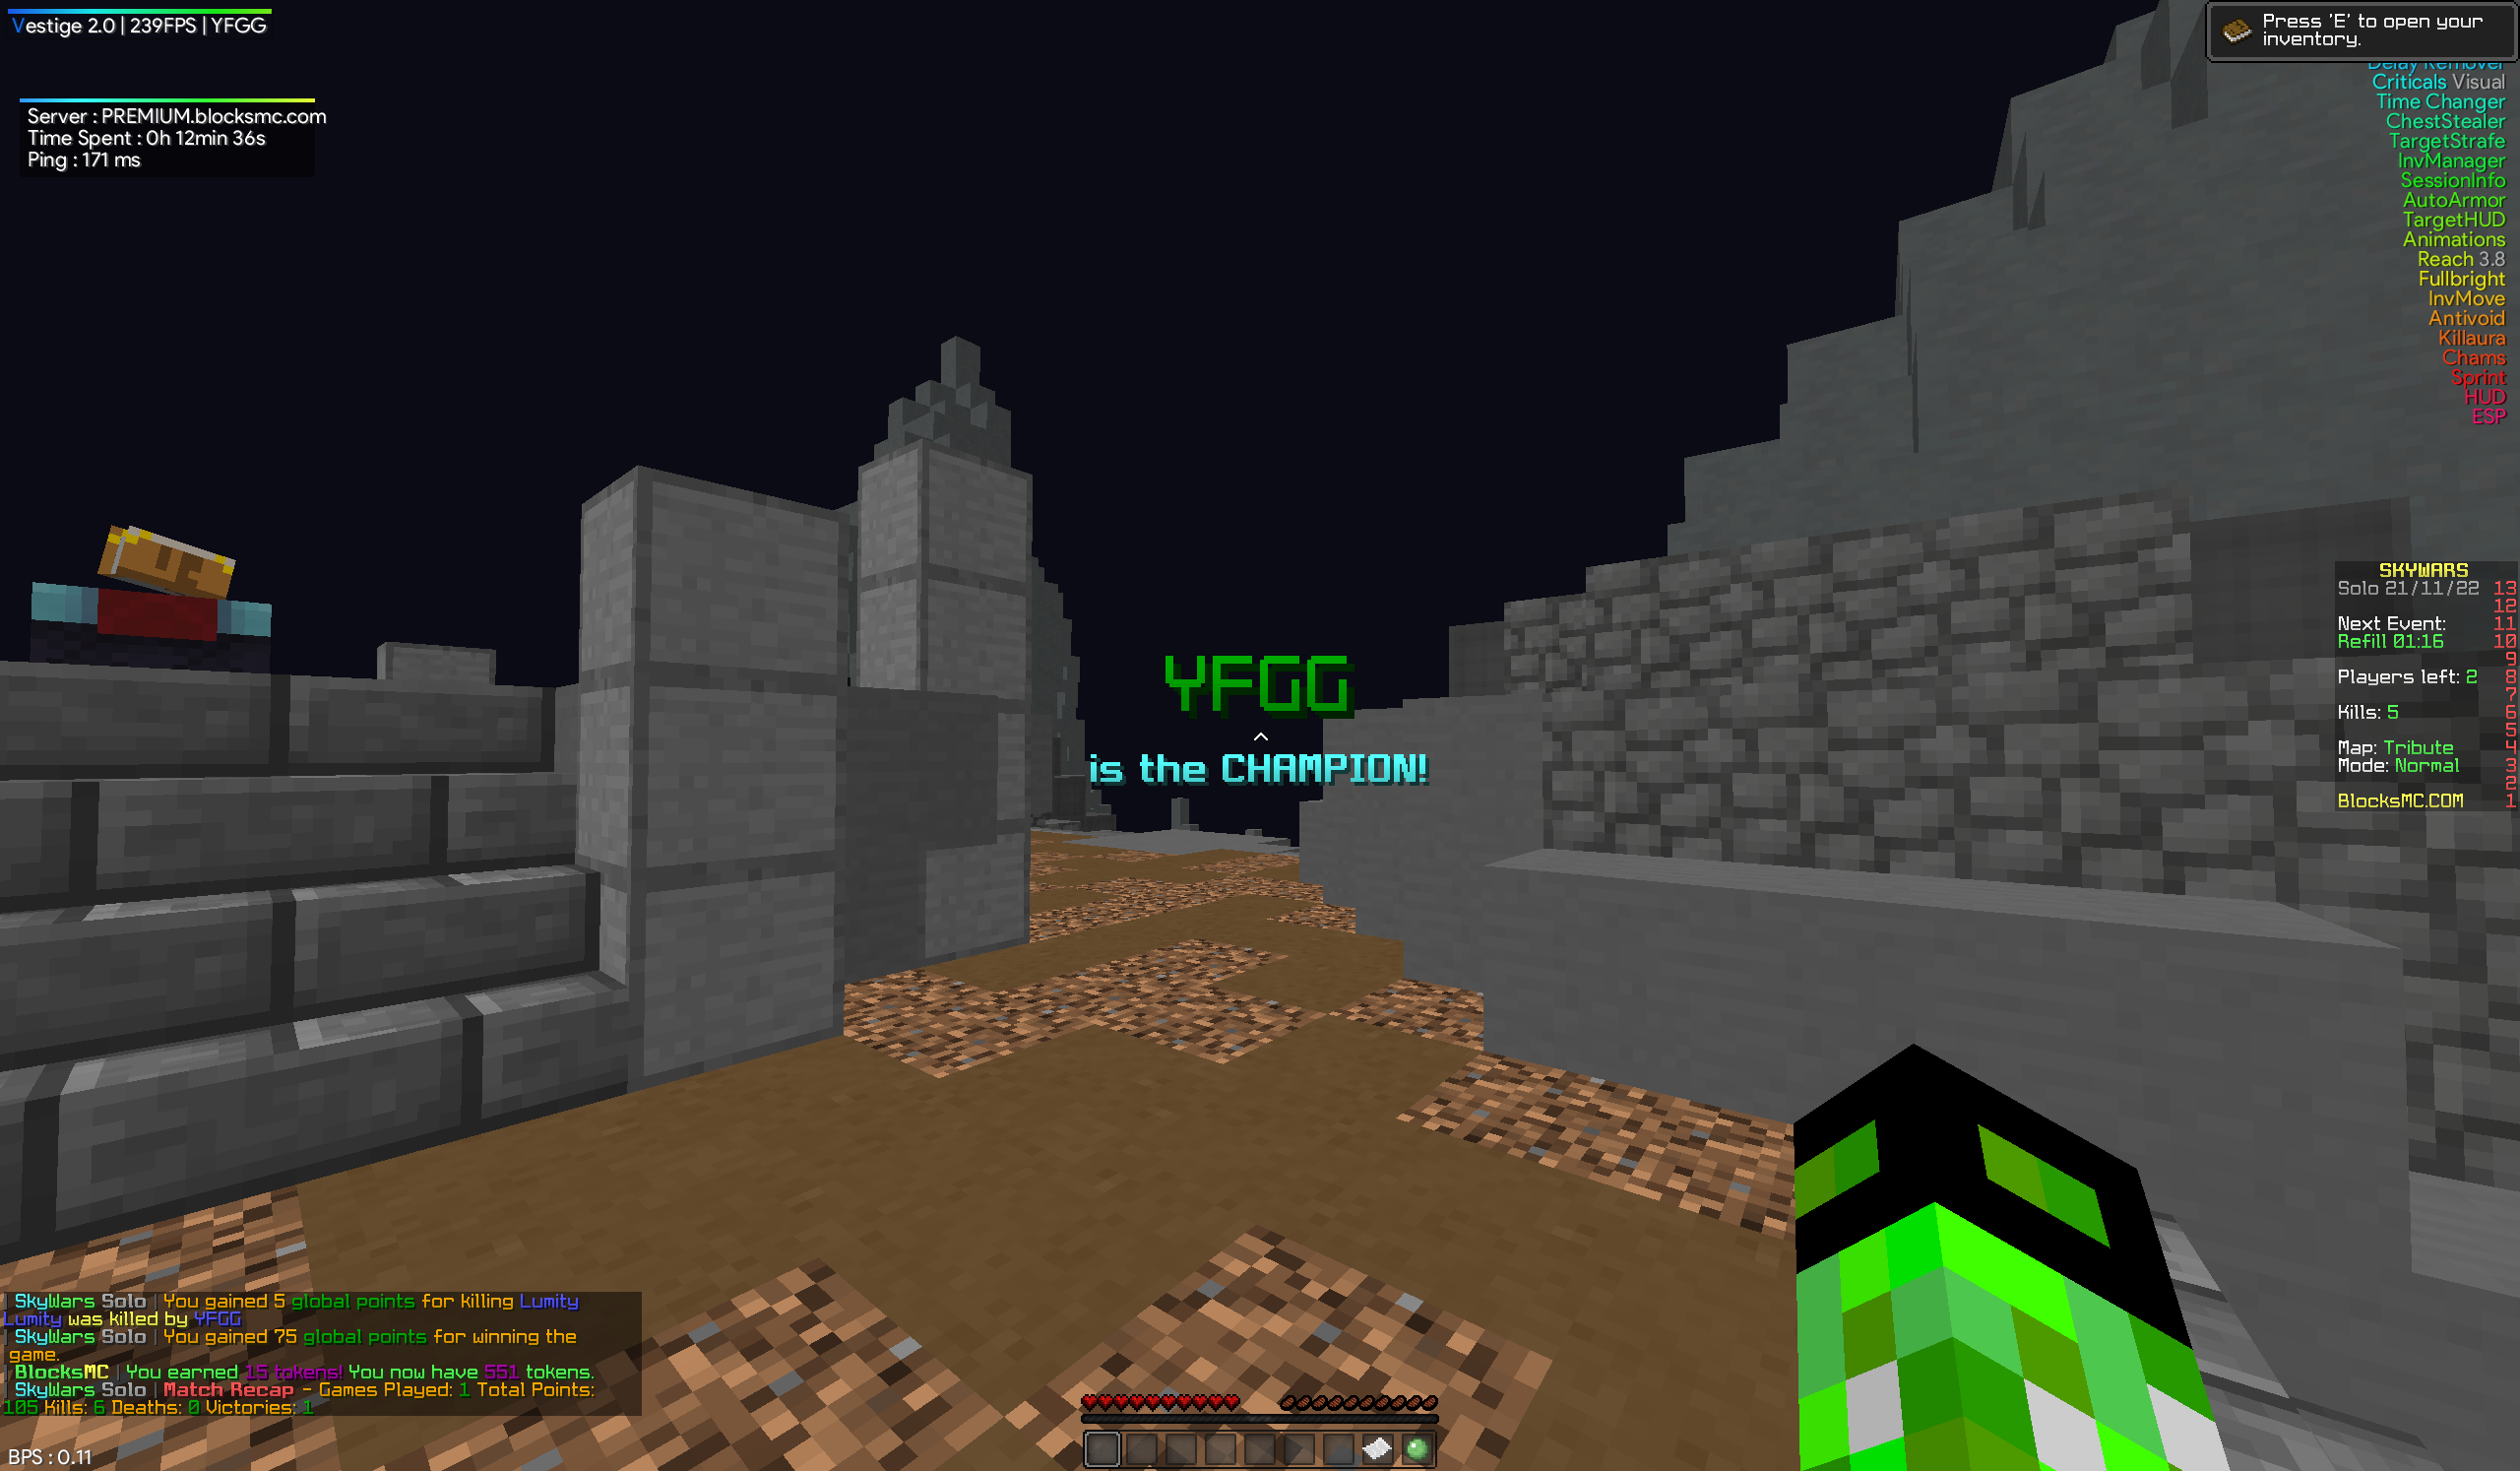 Vestige 2.0 | 239FPS | YFGG
Press 'E' to open your
inventory.
Server : PREMIUM.blocksmc.com
Time Spent : 0h 12min 36s
Ping : 171 ms
Delay Remover
Criticals Visual
Time Changer
ChestStealer
TargetStrafe
InvManager
SessionInfo
AutoArmor
TargetHUD
Animations
Reach 3.8
Fullbright
InvMove
Antivoid
Killaura
Chams
Sprint
HUD
ESP
YFGG
is the CHAMPION!
SKYWARS
Solo 21/11/22 13
12
Next Event: 11
Refill 01:16 10
9
Players left: 2 8
7
Kills: 5 6
5
Map: Tribute 4
Mode: Normal 3
2
BlocksMC.COM 1
| SkyWars Solo | You gained 5 global points for killing Lumity
Lumity was killed by YFGG
| SkyWars Solo | You gained 75 global points for winning the
game.
| BlocksMC | You earned 15 tokens! You now have 551 tokens.
| SkyWars Solo | Match Recap - Games Played: 1 Total Points:
105 Kills: 6 Deaths: 0 Victories: 1
BPS : 0.11